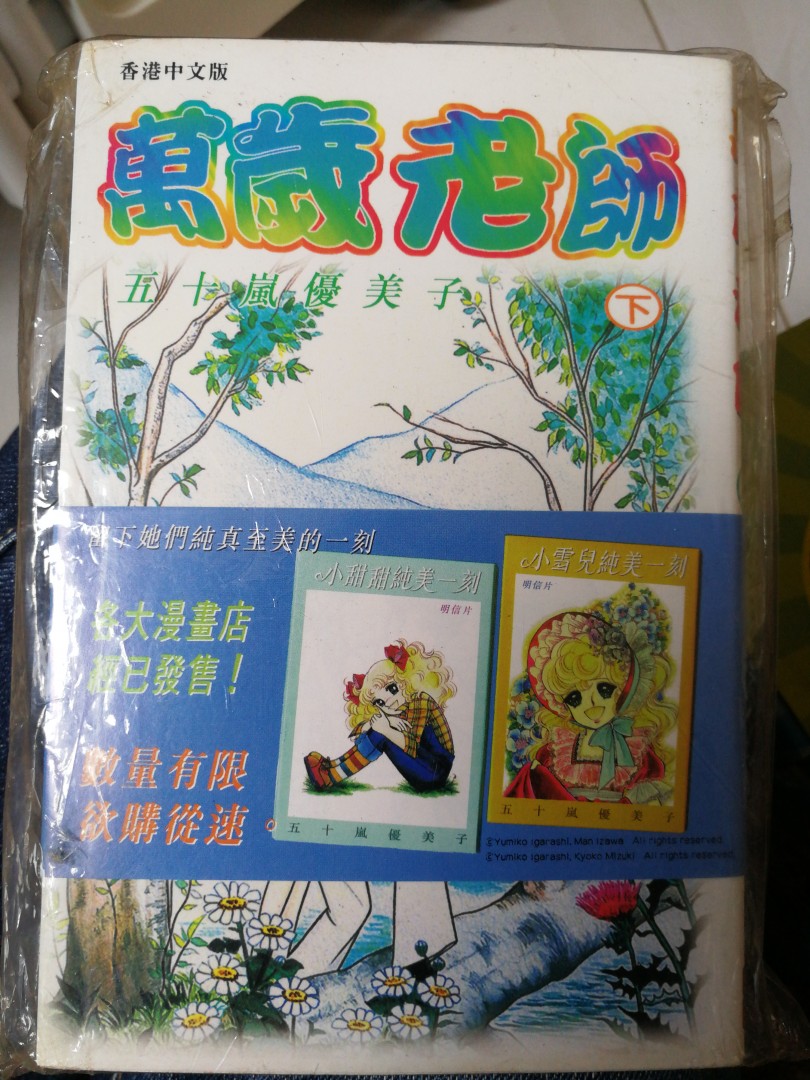 香港中文版
萬歲老師
五十嵐優美子
下
留下她們純真至美的一刻
各大漫畫店
經已發售！
數量有限
欲購從速。
小甜甜純美一刻
明信片
五十嵐優美子
小雪兒純美一刻
明信片
五十嵐優美子
©Yumiko Igarashi, Man Izawa All rights reserved.
©Yumiko Igarashi, Kyoko Mizuki All rights reserved.